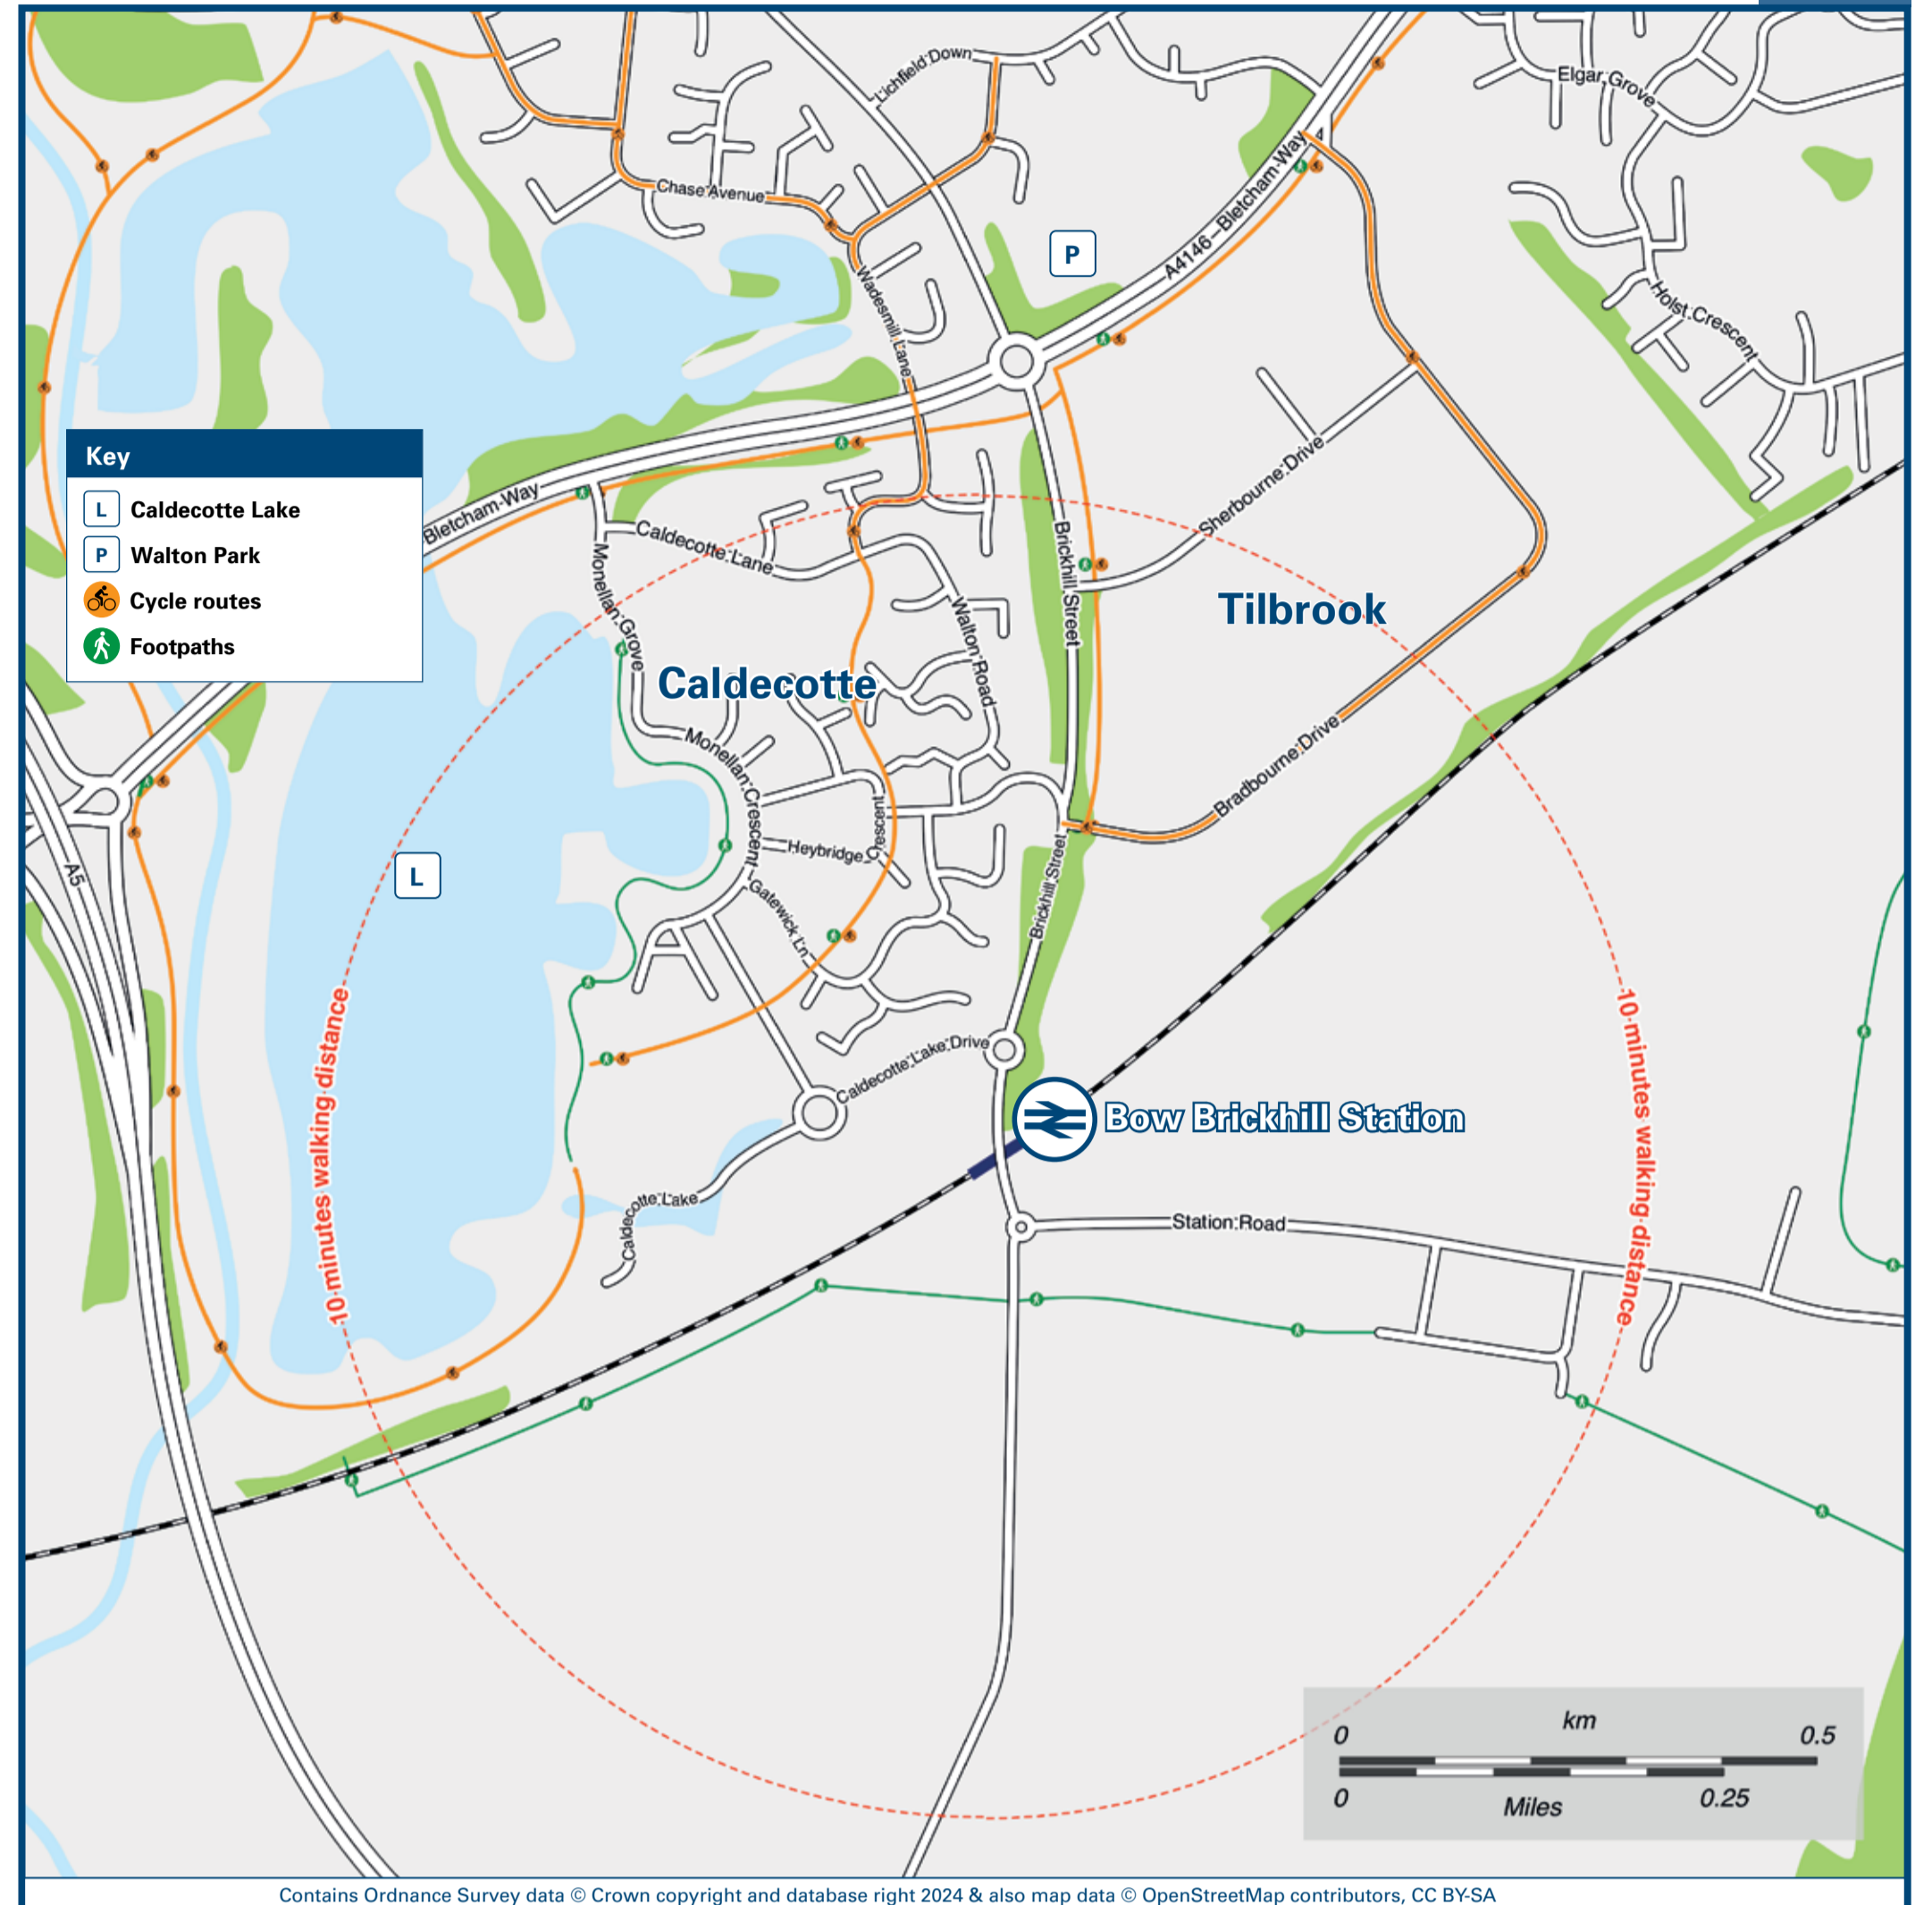 Lichfield Down
Elgar Grove
A4146 – Bletcham-Way
4
Chase Avenue
P
Wadesmill Lane
Holst Crescent
Key
L Caldecotte Lake
P Walton Park
Cycle routes
Footpaths
Bletcham-Way
Sherbourne Drive
Caldecotte Lane
Brickhill Street
Monellan Grove
Tilbrook
Walton Road
Caldecotte
Monellan Crescent
Bradbourne Drive
Crescent
Heybridge C
A5
L
Gatewick Ln
Brickhill Street
10 minutes walking distance
10 minutes walking distance
Caldecotte Lake Drive
Bow Brickhill Station
Caldecotte Lake
Station Road
km
0 0.5
0 0.25
Miles
Contains Ordnance Survey data © Crown copyright and database right 2024 & also map data © OpenStreetMap contributors, CC BY-SA